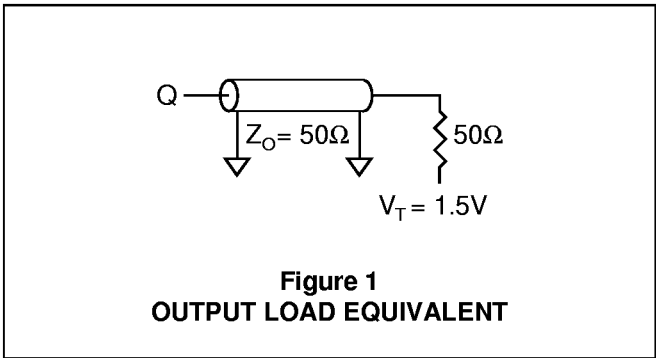 Q
Z_O= 50Ω
50Ω
V_T = 1.5V
Figure 1
OUTPUT LOAD EQUIVALENT